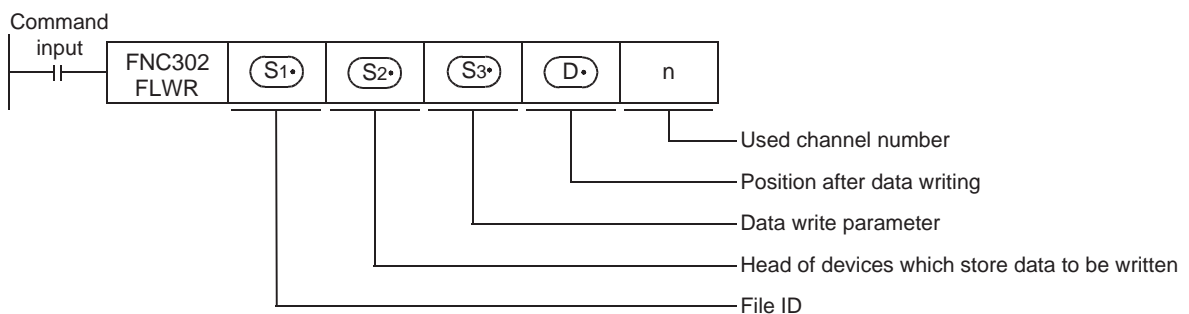 Command
input
FNC302
FLWR
S1•
S2•
S3•
D•
n
Used channel number
Position after data writing
Data write parameter
Head of devices which store data to be written
File ID